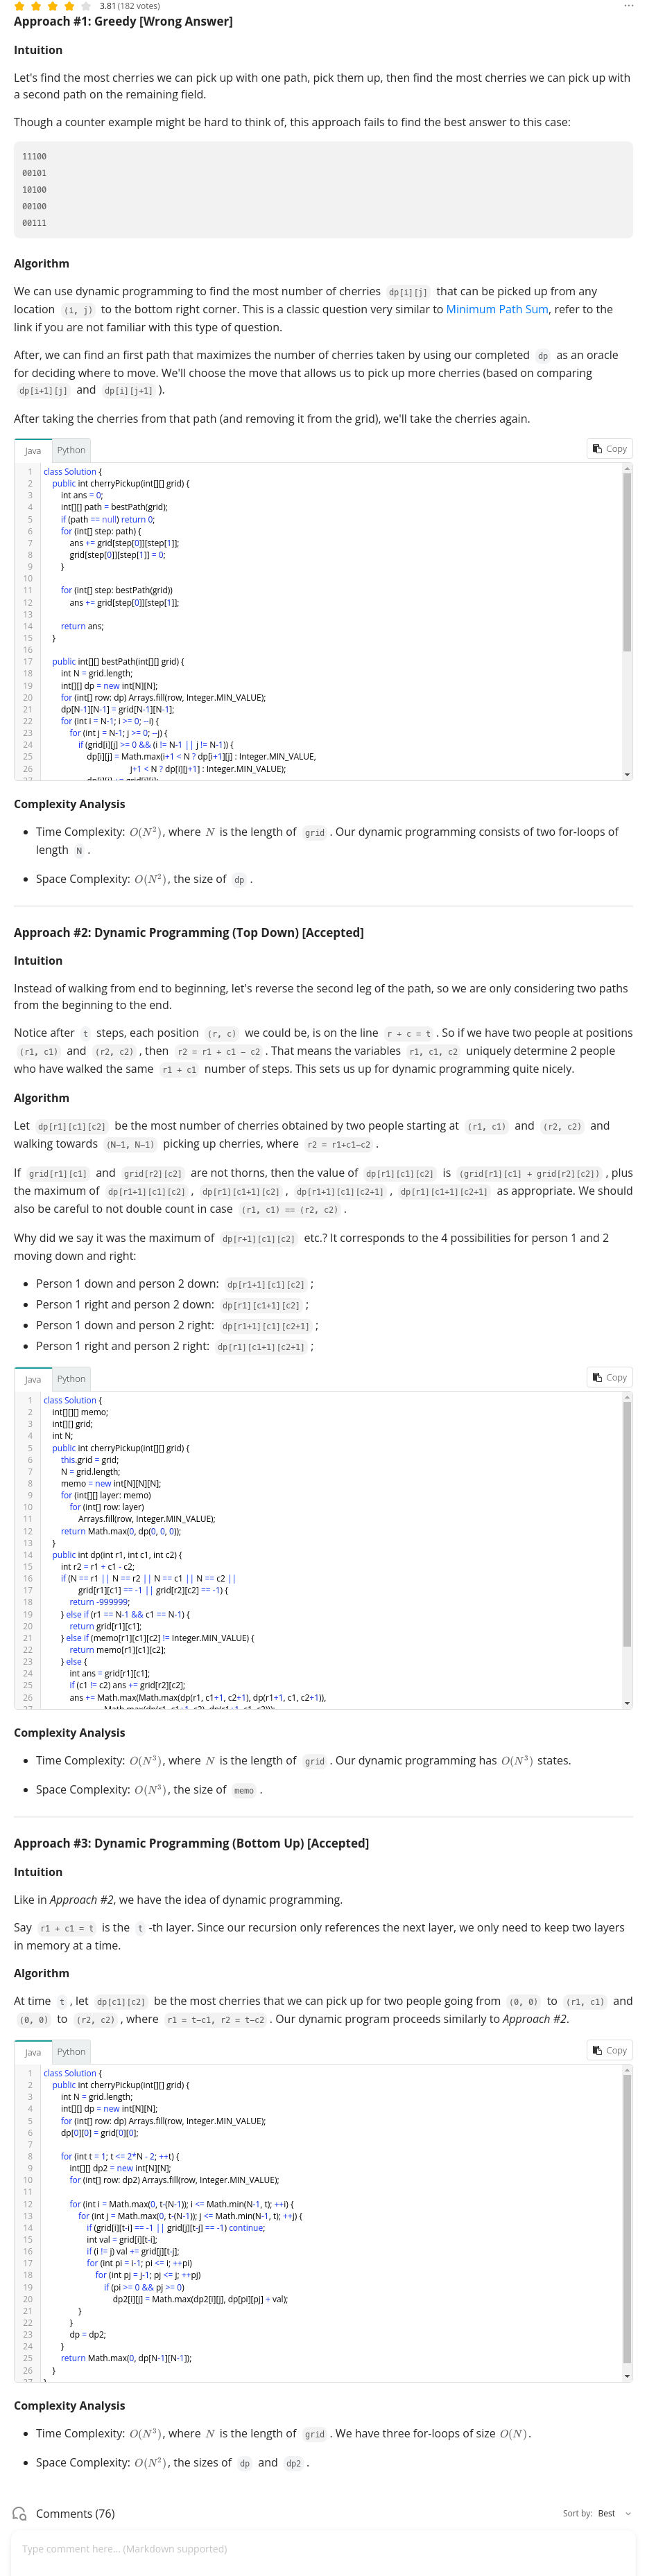 3.81 (182 votes)
Approach #1: Greedy [Wrong Answer]
Intuition
Let's find the most cherries we can pick up with one path, pick them up, then find the most cherries we can pick up with
a second path on the remaining field.
Though a counter example might be hard to think of, this approach fails to find the best answer to this case:
11100
00101
10100
00100
00111
Algorithm
We can use dynamic programming to find the most number of cherries dp[i][j] that can be picked up from any
location (i, j) to the bottom right corner. This is a classic question very similar to Minimum Path Sum, refer to the
link if you are not familiar with this type of question.
After, we can find an first path that maximizes the number of cherries taken by using our completed dp as an oracle
for deciding where to move. We'll choose the move that allows us to pick up more cherries (based on comparing
dp[i+1][j] and dp[i][j+1] ).
After taking the cherries from that path (and removing it from the grid), we'll take the cherries again.
Java Python Copy
1 class Solution {
2 public int cherryPickup(int[][] grid) {
3 int ans = 0;
4 int[][] path = bestPath(grid);
5 if (path == null) return 0;
6 for (int[] step: path) {
7 ans += grid[step[0]][step[1]];
8 grid[step[0]][step[1]] = 0;
9 }
10
11 for (int[] step: bestPath(grid))
12 ans += grid[step[0]][step[1]];
13
14 return ans;
15 }
16
17 public int[][] bestPath(int[][] grid) {
18 int N = grid.length;
19 int[][] dp = new int[N][N];
20 for (int[] row: dp) Arrays.fill(row, Integer.MIN_VALUE);
21 dp[N-1][N-1] = grid[N-1][N-1];
22 for (int i = N-1; i >= 0; --i) {
23 for (int j = N-1; j >= 0; --j) {
24 if (grid[i][j] >= 0 && (i != N-1 || j != N-1)) {
25 dp[i][j] = Math.max(i+1 < N ? dp[i+1][j] : Integer.MIN_VALUE,
26 j+1 < N ? dp[i][j+1] : Integer.MIN_VALUE);
Complexity Analysis
• Time Complexity: O(N²), where N is the length of grid . Our dynamic programming consists of two for-loops of
length N .
• Space Complexity: O(N²), the size of dp .
Approach #2: Dynamic Programming (Top Down) [Accepted]
Intuition
Instead of walking from end to beginning, let's reverse the second leg of the path, so we are only considering two paths
from the beginning to the end.
Notice after t steps, each position (r, c) we could be, is on the line r + c = t . So if we have two people at positions
(r1, c1) and (r2, c2) , then r2 = r1 + c1 − c2 . That means the variables r1, c1, c2 uniquely determine 2 people
who have walked the same r1 + c1 number of steps. This sets us up for dynamic programming quite nicely.
Algorithm
Let dp[r1][c1][c2] be the most number of cherries obtained by two people starting at (r1, c1) and (r2, c2) and
walking towards (N−1, N−1) picking up cherries, where r2 = r1+c1−c2 .
If grid[r1][c1] and grid[r2][c2] are not thorns, then the value of dp[r1][c1][c2] is (grid[r1][c1] + grid[r2][c2]) , plus
the maximum of dp[r1+1][c1][c2] , dp[r1][c1+1][c2] , dp[r1+1][c1][c2+1] , dp[r1][c1+1][c2+1] as appropriate. We should
also be careful to not double count in case (r1, c1) == (r2, c2) .
Why did we say it was the maximum of dp[r+1][c1][c2] etc.? It corresponds to the 4 possibilities for person 1 and 2
moving down and right:
• Person 1 down and person 2 down: dp[r1+1][c1][c2] ;
• Person 1 right and person 2 down: dp[r1][c1+1][c2] ;
• Person 1 down and person 2 right: dp[r1+1][c1][c2+1] ;
• Person 1 right and person 2 right: dp[r1][c1+1][c2+1] ;
Java Python Copy
1 class Solution {
2 int[][][] memo;
3 int[][] grid;
4 int N;
5 public int cherryPickup(int[][] grid) {
6 this.grid = grid;
7 N = grid.length;
8 memo = new int[N][N][N];
9 for (int[][] layer: memo)
10 for (int[] row: layer)
11 Arrays.fill(row, Integer.MIN_VALUE);
12 return Math.max(0, dp(0, 0, 0));
13 }
14 public int dp(int r1, int c1, int c2) {
15 int r2 = r1 + c1 - c2;
16 if (N == r1 || N == r2 || N == c1 || N == c2 ||
17 grid[r1][c1] == -1 || grid[r2][c2] == -1) {
18 return -999999;
19 } else if (r1 == N-1 && c1 == N-1) {
20 return grid[r1][c1];
21 } else if (memo[r1][c1][c2] != Integer.MIN_VALUE) {
22 return memo[r1][c1][c2];
23 } else {
24 int ans = grid[r1][c1];
25 if (c1 != c2) ans += grid[r2][c2];
26 ans += Math.max(Math.max(dp(r1, c1+1, c2+1), dp(r1+1, c1, c2+1)),
Complexity Analysis
• Time Complexity: O(N³), where N is the length of grid . Our dynamic programming has O(N³) states.
• Space Complexity: O(N³), the size of memo .
Approach #3: Dynamic Programming (Bottom Up) [Accepted]
Intuition
Like in Approach #2, we have the idea of dynamic programming.
Say r1 + c1 = t is the t -th layer. Since our recursion only references the next layer, we only need to keep two layers
in memory at a time.
Algorithm
At time t , let dp[c1][c2] be the most cherries that we can pick up for two people going from (0, 0) to (r1, c1) and
(0, 0) to (r2, c2) , where r1 = t−c1, r2 = t−c2 . Our dynamic program proceeds similarly to Approach #2.
Java Python Copy
1 class Solution {
2 public int cherryPickup(int[][] grid) {
3 int N = grid.length;
4 int[][] dp = new int[N][N];
5 for (int[] row: dp) Arrays.fill(row, Integer.MIN_VALUE);
6 dp[0][0] = grid[0][0];
7
8 for (int t = 1; t <= 2*N - 2; ++t) {
9 int[][] dp2 = new int[N][N];
10 for (int[] row: dp2) Arrays.fill(row, Integer.MIN_VALUE);
11
12 for (int i = Math.max(0, t-(N-1)); i <= Math.min(N-1, t); ++i) {
13 for (int j = Math.max(0, t-(N-1)); j <= Math.min(N-1, t); ++j) {
14 if (grid[i][t-i] == -1 || grid[j][t-j] == -1) continue;
15 int val = grid[i][t-i];
16 if (i != j) val += grid[j][t-j];
17 for (int pi = i-1; pi <= i; ++pi)
18 for (int pj = j-1; pj <= j; ++pj)
19 if (pi >= 0 && pj >= 0)
20 dp2[i][j] = Math.max(dp2[i][j], dp[pi][pj] + val);
21 }
22 }
23 dp = dp2;
24 }
25 return Math.max(0, dp[N-1][N-1]);
26 }
Complexity Analysis
• Time Complexity: O(N³), where N is the length of grid . We have three for-loops of size O(N).
• Space Complexity: O(N²), the sizes of dp and dp2 .
Comments (76) Sort by: Best
Type comment here... (Markdown supported)